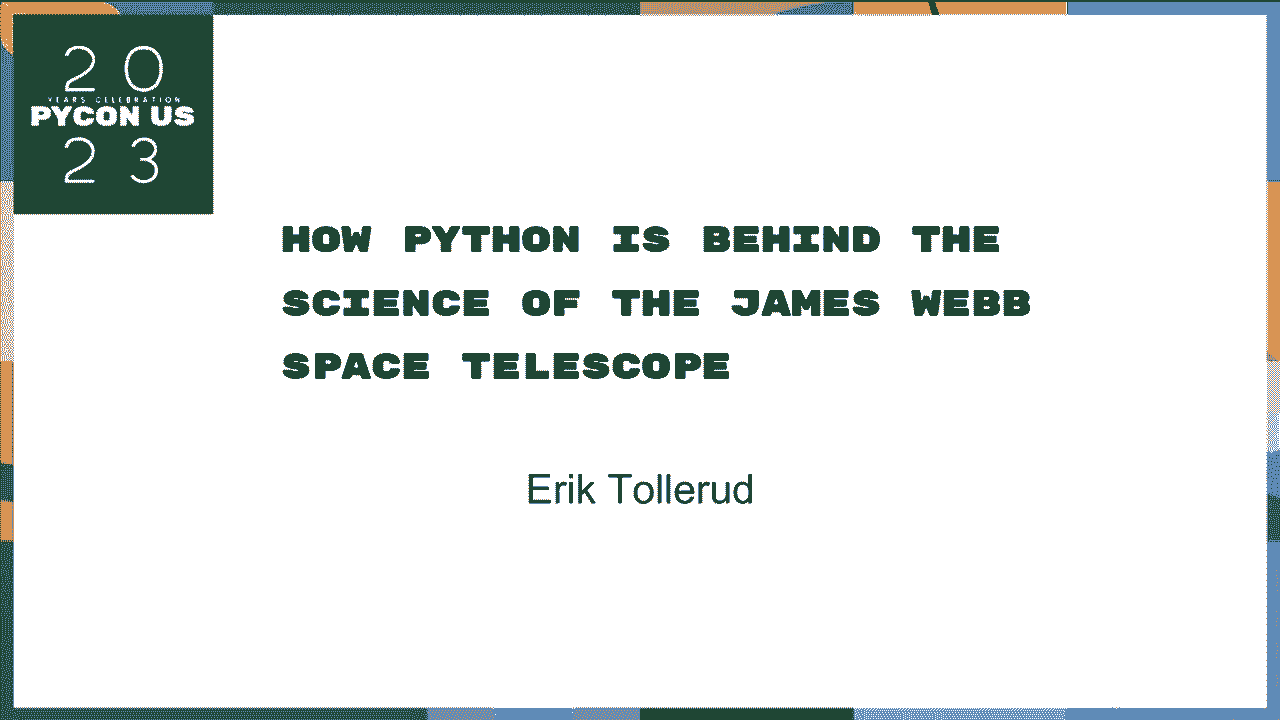 20
YEARS CELEBRATION
PYCON US
23
HOW PYTHON IS BEHIND THE
SCIENCE OF THE JAMES WEBB
SPACE TELESCOPE
Erik Tollerud